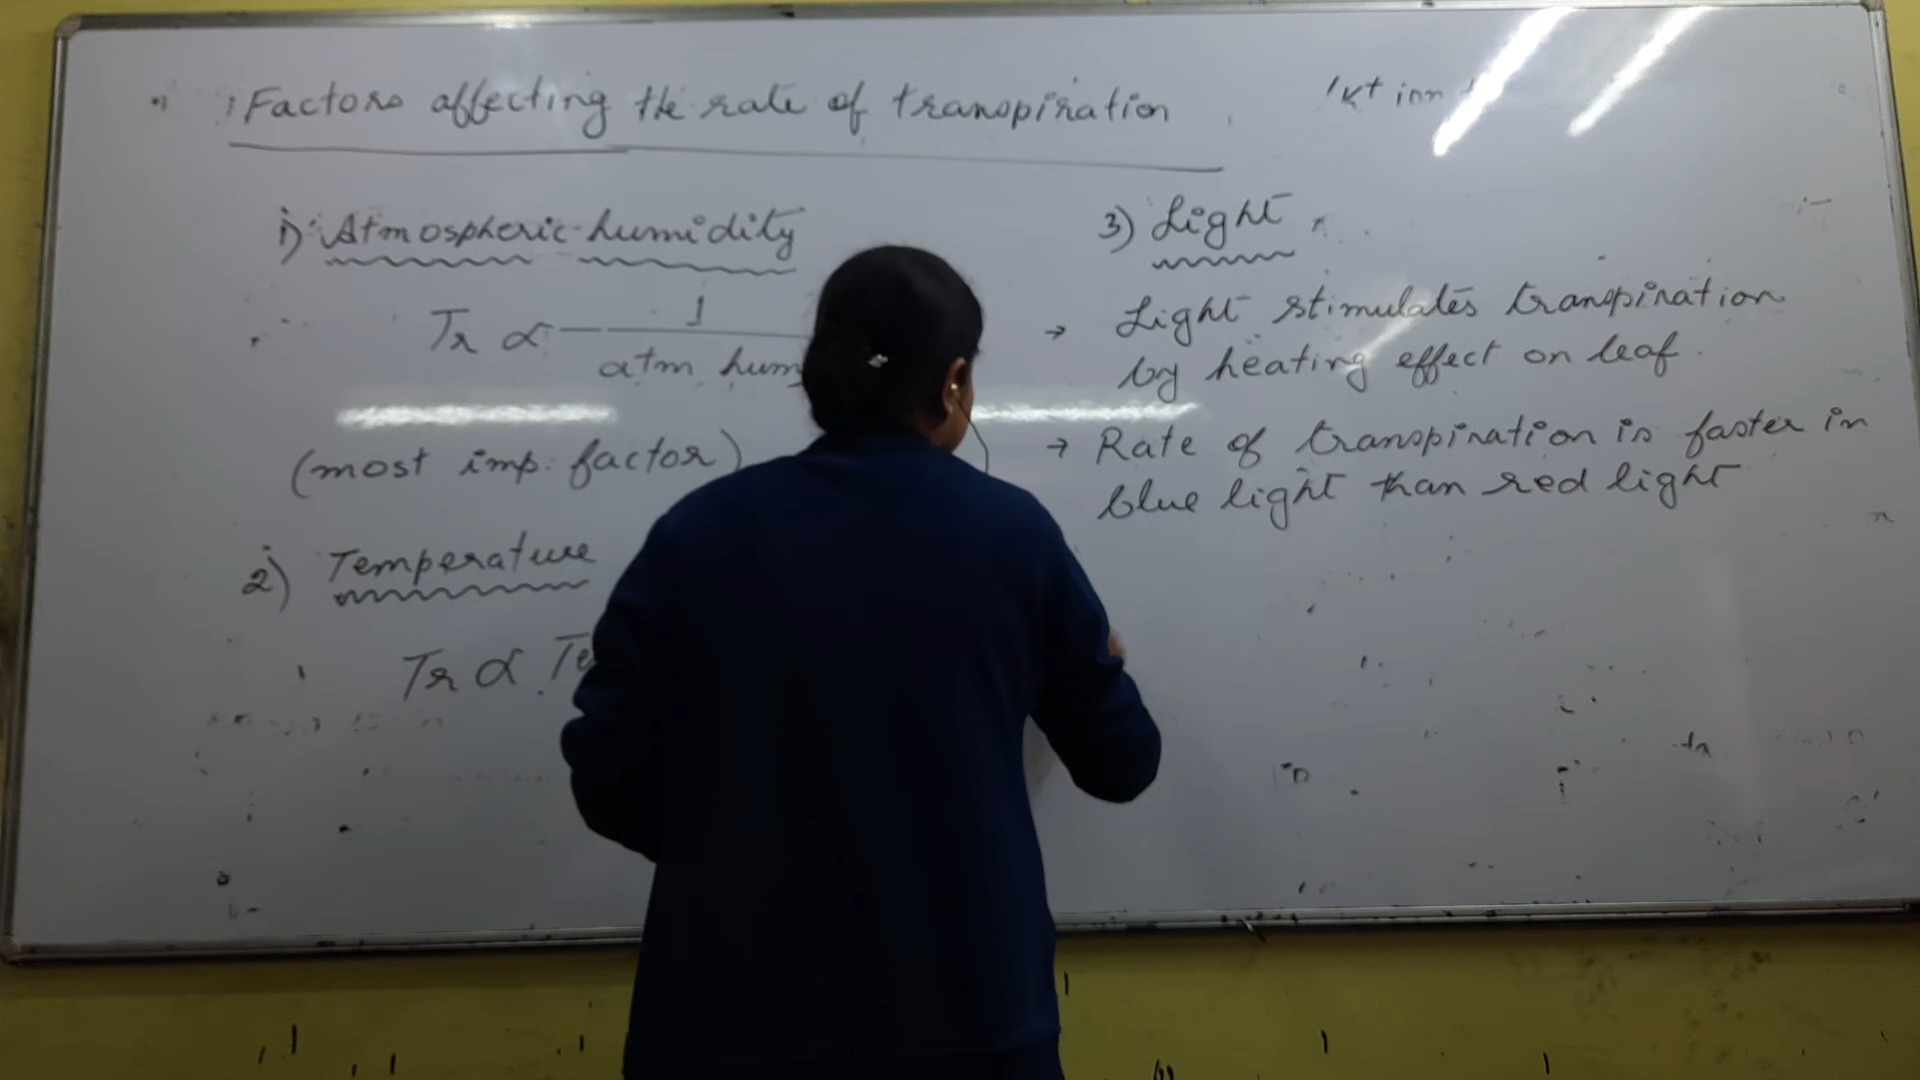 Factors affecting the rate of transpiration
1) Atmospheric humidity
Tr ∝ 1
atm hum
(most imp. factor)
2) Temperature
Tr ∝ Te
3) Light
→ Light stimulates transpiration
by heating effect on leaf.
→ Rate of transpiration is faster in
blue light than red light